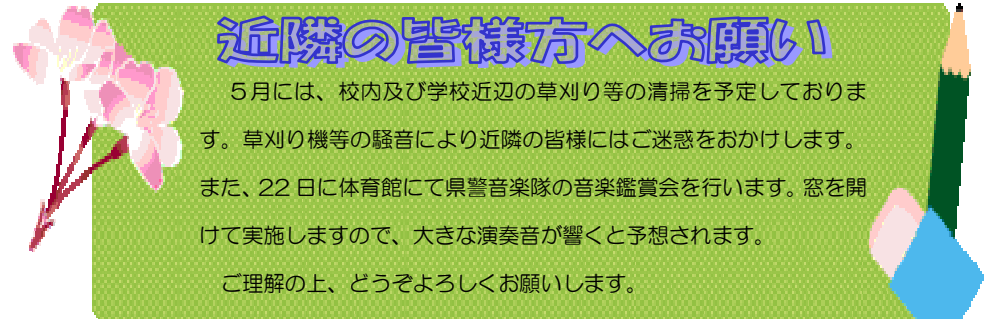 近隣の皆様方へお願い
５月には、校内及び学校近辺の草刈り等の清掃を予定しておりま
す。草刈り機等の騒音により近隣の皆様にはご迷惑をおかけします。
また、22 日に体育館にて県警音楽隊の音楽鑑賞会を行います。窓を開
けて実施しますので、大きな演奏音が響くと予想されます。
ご理解の上、どうぞよろしくお願いします。